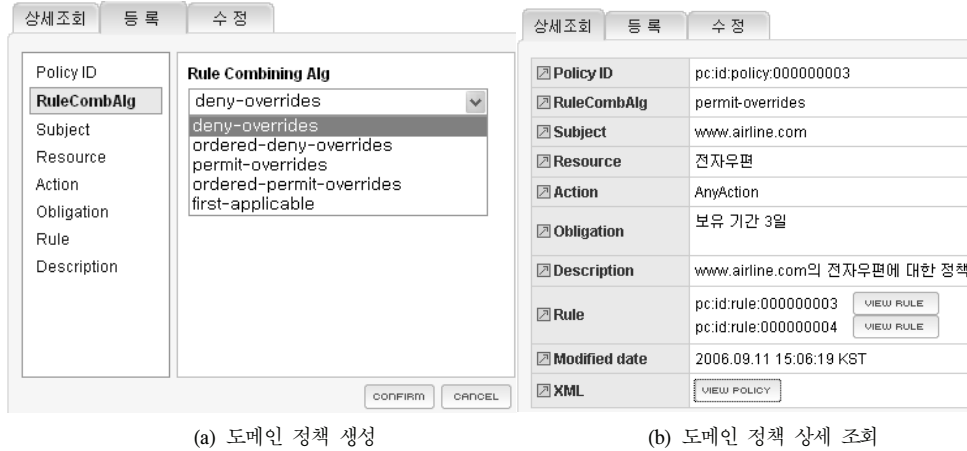 상세조회 등 록 수 정
Policy ID
RuleCombAlg
Subject
Resource
Action
Obligation
Rule
Description
Rule Combining Alg
deny-overrides
deny-overrides
ordered-deny-overrides
permit-overrides
ordered-permit-overrides
first-applicable
CONFIRM CANCEL
(a) 도메인 정책 생성
상세조회 등 록 수 정
Policy ID pc:id:policy:000000003
RuleCombAlg permit-overrides
Subject www.airline.com
Resource 전자우편
Action AnyAction
Obligation 보유 기간 3일
Description www.airline.com의 전자우편에 대한 정책
Rule pc:id:rule:000000003 VIEW RULE
pc:id:rule:000000004 VIEW RULE
Modified date 2006.09.11 15:06:19 KST
XML VIEW POLICY
(b) 도메인 정책 상세 조회